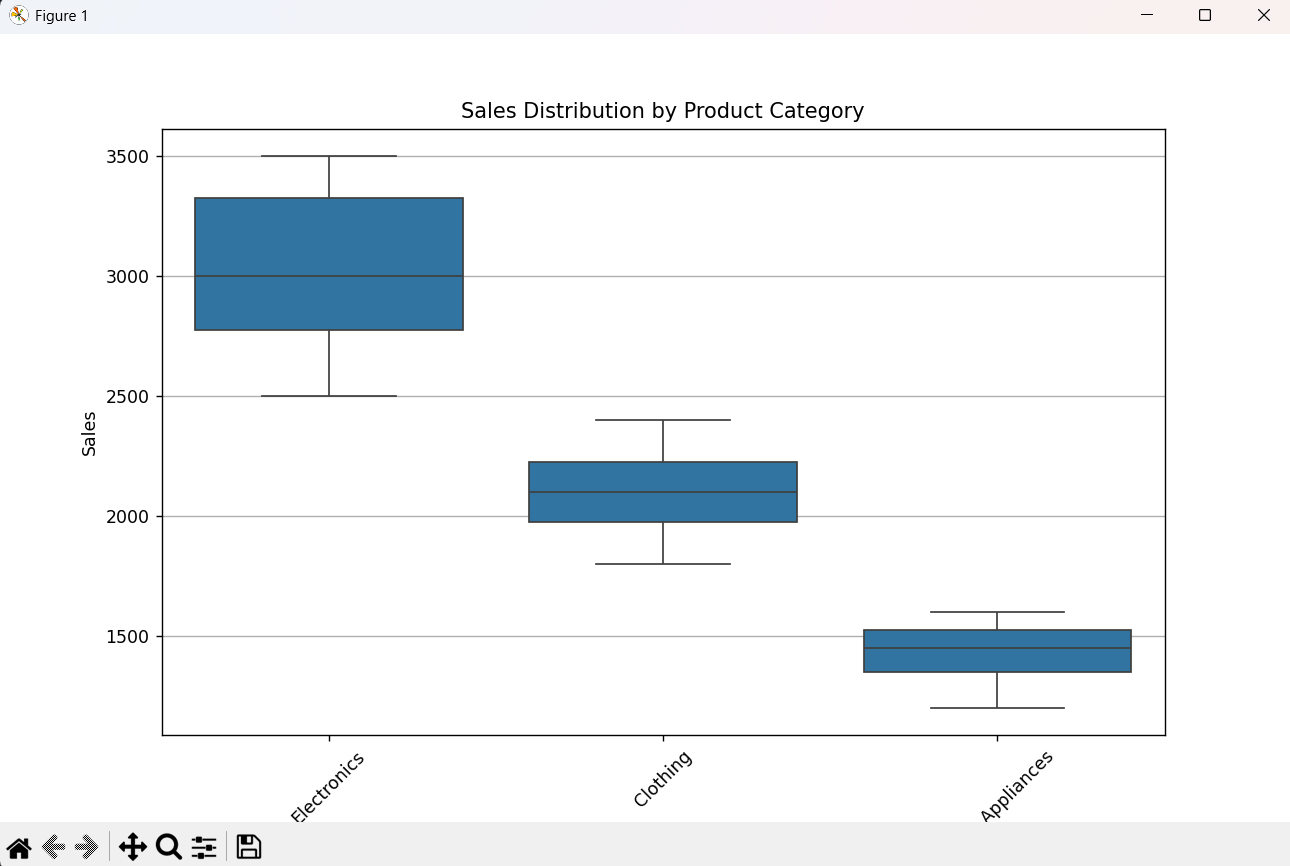 Figure 1
Sales Distribution by Product Category
3500
3000
2500
2000
1500
Sales
Electronics
Clothing
Appliances